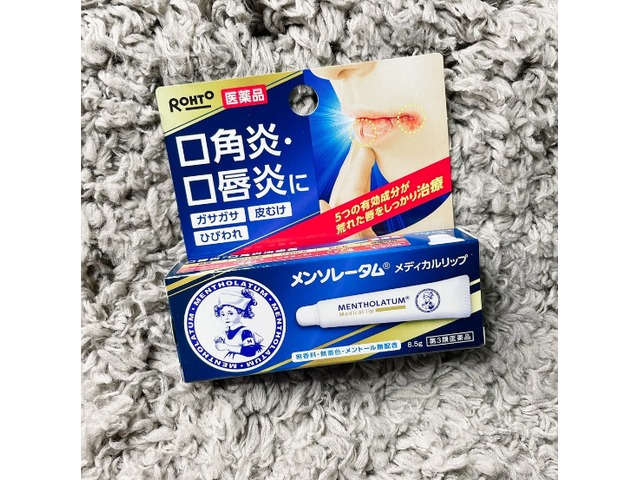 ROHTO 医薬品
口角炎・
口唇炎に
ガサガサ 皮むけ
ひびわれ
5つの有効成分が
荒れた唇をしっかり治療
メンソレータム® メディカルリップ
MENTHOLATUM®
Medical lip
MENTHOLATUM・MENTHOLATUM・MENTHOLATUM・
無香料・無着色・メントール無配合
8.5g 第3類医薬品